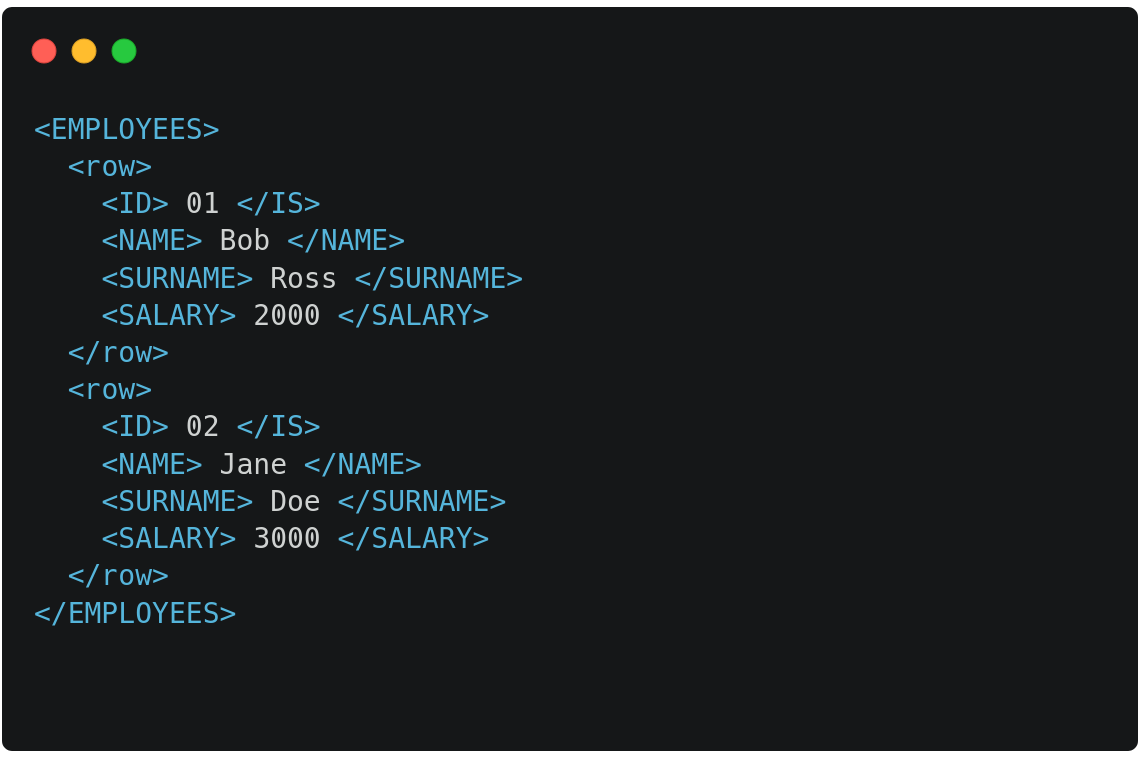 <EMPLOYEES>
  <row>
    <ID> 01 </IS>
    <NAME> Bob </NAME>
    <SURNAME> Ross </SURNAME>
    <SALARY> 2000 </SALARY>
  </row>
  <row>
    <ID> 02 </IS>
    <NAME> Jane </NAME>
    <SURNAME> Doe </SURNAME>
    <SALARY> 3000 </SALARY>
  </row>
</EMPLOYEES>